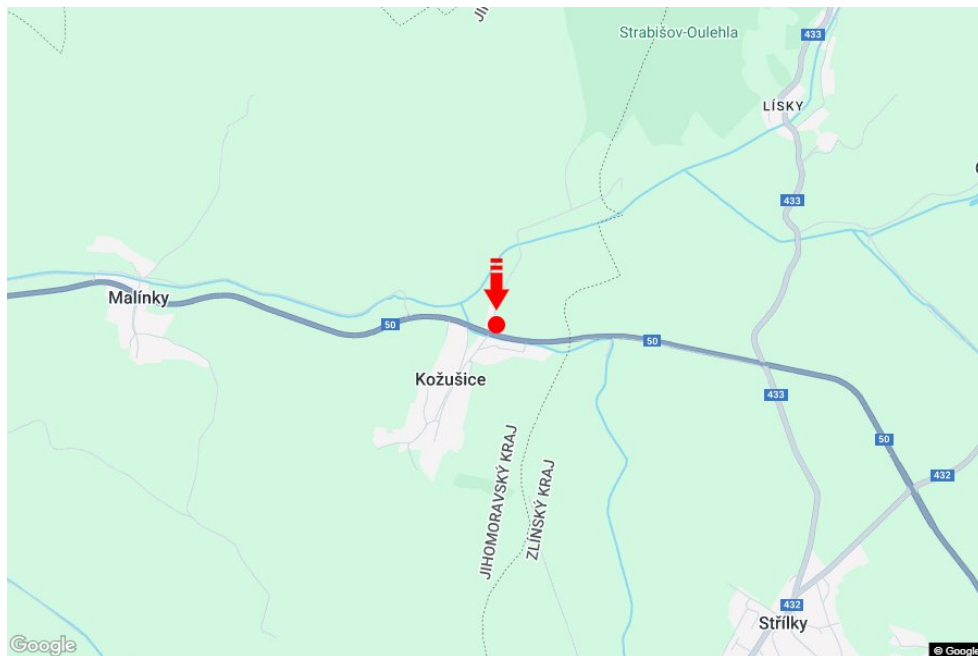 JI
Strabišov-Oulehla
433
LÍSKY
433
Malínky
50
50
Kožušice
433
50
432
JIHOMORAVSKÝ KRAJ
ZLÍNSKÝ KRAJ
432
Střílky
Google
© Google